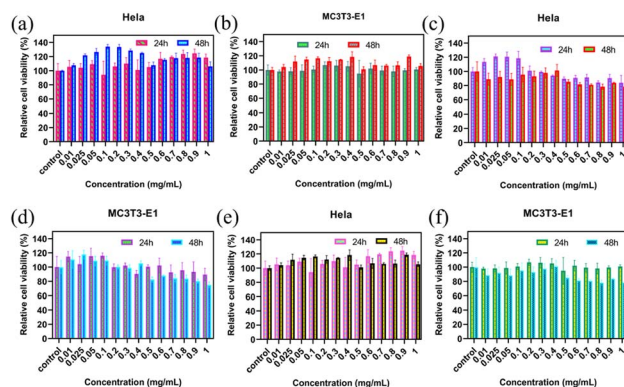 (a)
Hela
24h 48h
Relative cell viability (%)
140
120
100
80
60
40
20
0
control 0.01 0.025 0.05 0.1 0.2 0.3 0.4 0.5 0.6 0.7 0.8 0.9 1
Concentration (mg/mL)
(b)
MC3T3-E1
24h 48h
Relative cell viability (%)
140
120
100
80
60
40
20
0
control 0.01 0.025 0.05 0.1 0.2 0.3 0.4 0.5 0.6 0.7 0.8 0.9 1
Concentration (mg/mL)
(c)
Hela
24h 48h
Relative cell viability (%)
140
120
100
80
60
40
20
0
control 0.01 0.025 0.05 0.1 0.2 0.3 0.4 0.5 0.6 0.7 0.8 0.9 1
Concentration (mg/mL)
(d)
MC3T3-E1
24h 48h
Relative cell viability (%)
140
120
100
80
60
40
20
0
control 0.01 0.025 0.05 0.1 0.2 0.3 0.4 0.5 0.6 0.7 0.8 0.9 1
Concentration (mg/mL)
(e)
Hela
24h 48h
Relative cell viability (%)
140
120
100
80
60
40
20
0
control 0.01 0.025 0.05 0.1 0.2 0.3 0.4 0.5 0.6 0.7 0.8 0.9 1
Concentration (mg/mL)
(f)
MC3T3-E1
24h 48h
Relative cell viability (%)
140
120
100
80
60
40
20
0
control 0.01 0.025 0.05 0.1 0.2 0.3 0.4 0.5 0.6 0.7 0.8 0.9 1
Concentration (mg/mL)